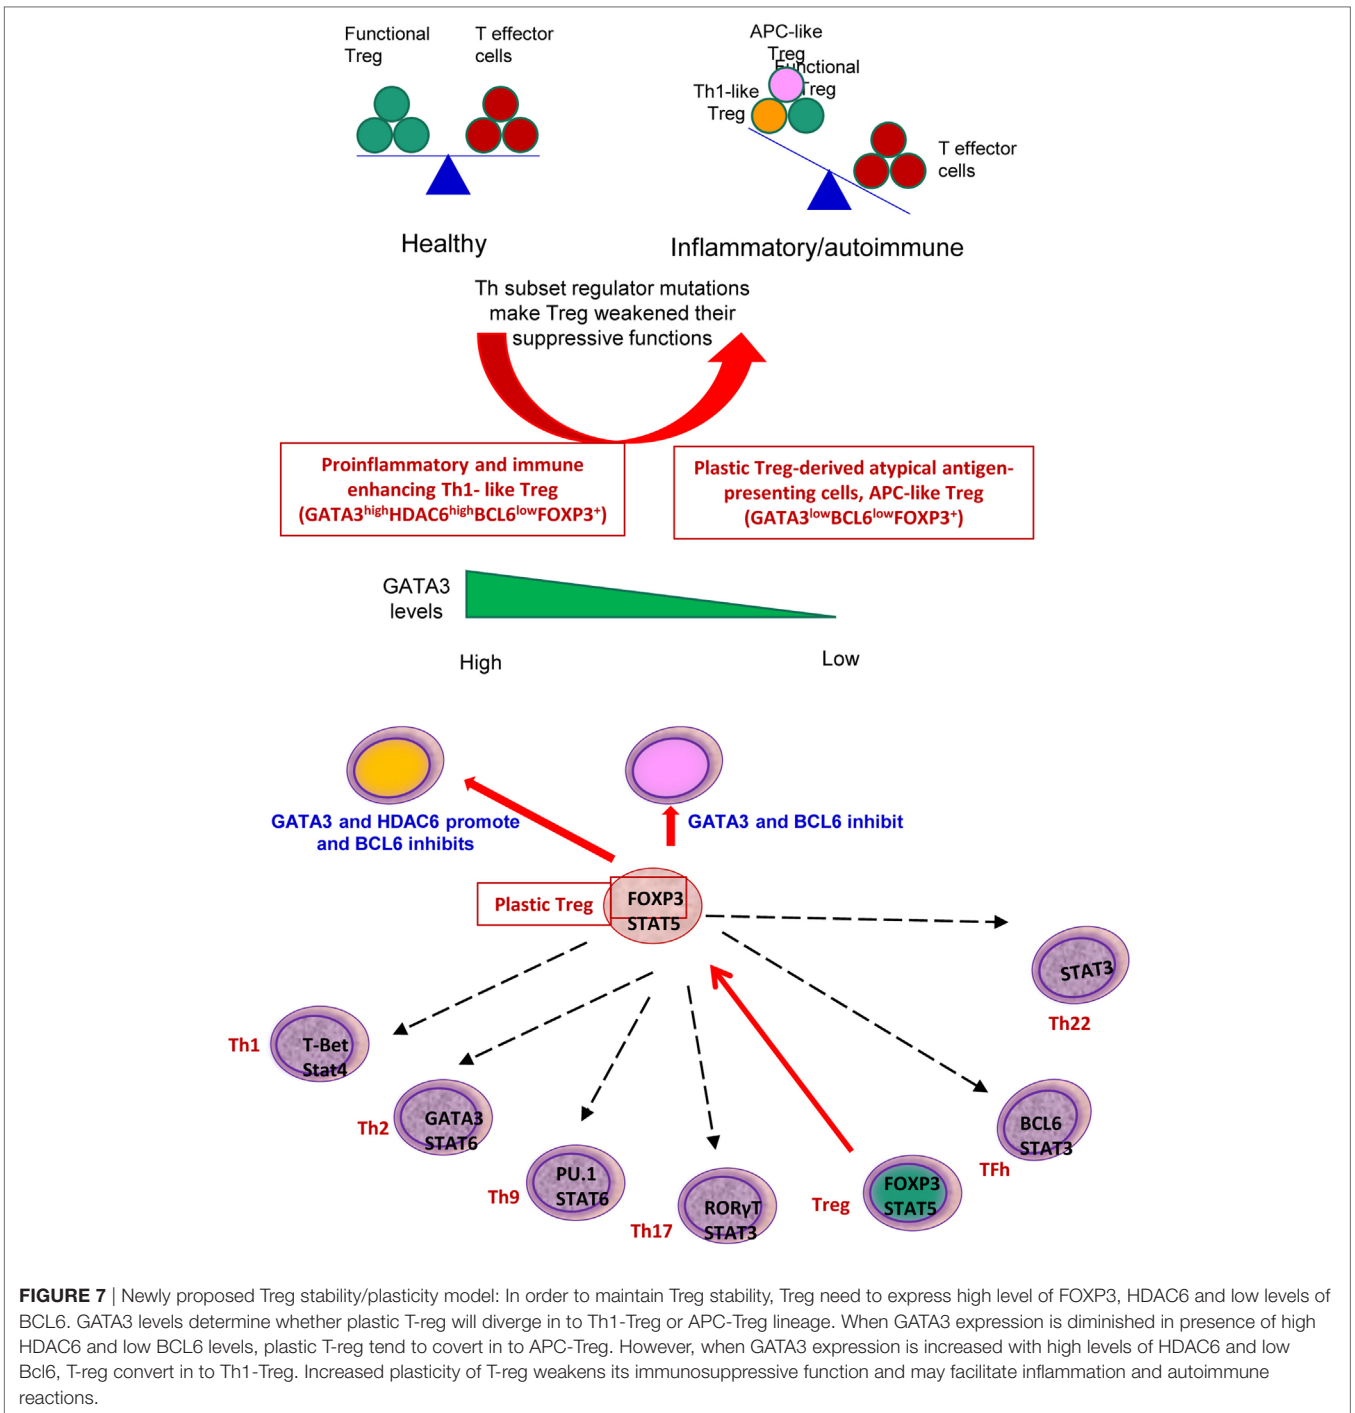 Functional
Treg
T effector
cells
APC-like
Treg
Functional
Treg
Th1-like
Treg
T effector
cells
Healthy
Inflammatory/autoimmune
Th subset regulator mutations
make Treg weakened their
suppressive functions
Proinflammatory and immune
enhancing Th1- like Treg
(GATA3highHDAC6highBCL6lowFOXP3+)
Plastic Treg-derived atypical antigen-
presenting cells, APC-like Treg
(GATA3lowBCL6lowFOXP3+)
GATA3
levels
High
Low
GATA3 and HDAC6 promote
and BCL6 inhibits
GATA3 and BCL6 inhibit
Plastic Treg
FOXP3
STAT5
STAT3
Th22
Th1
T-Bet
Stat4
Th2
GATA3
STAT6
BCL6
STAT3
TFh
Th9
PU.1
STAT6
Th17
RORγT
STAT3
Treg
FOXP3
STAT5
FIGURE 7 | Newly proposed Treg stability/plasticity model: In order to maintain Treg stability, Treg need to express high level of FOXP3, HDAC6 and low levels of
BCL6. GATA3 levels determine whether plastic T-reg will diverge in to Th1-Treg or APC-Treg lineage. When GATA3 expression is diminished in presence of high
HDAC6 and low BCL6 levels, plastic T-reg tend to covert in to APC-Treg. However, when GATA3 expression is increased with high levels of HDAC6 and low
Bcl6, T-reg convert in to Th1-Treg. Increased plasticity of T-reg weakens its immunosuppressive function and may facilitate inflammation and autoimmune
reactions.